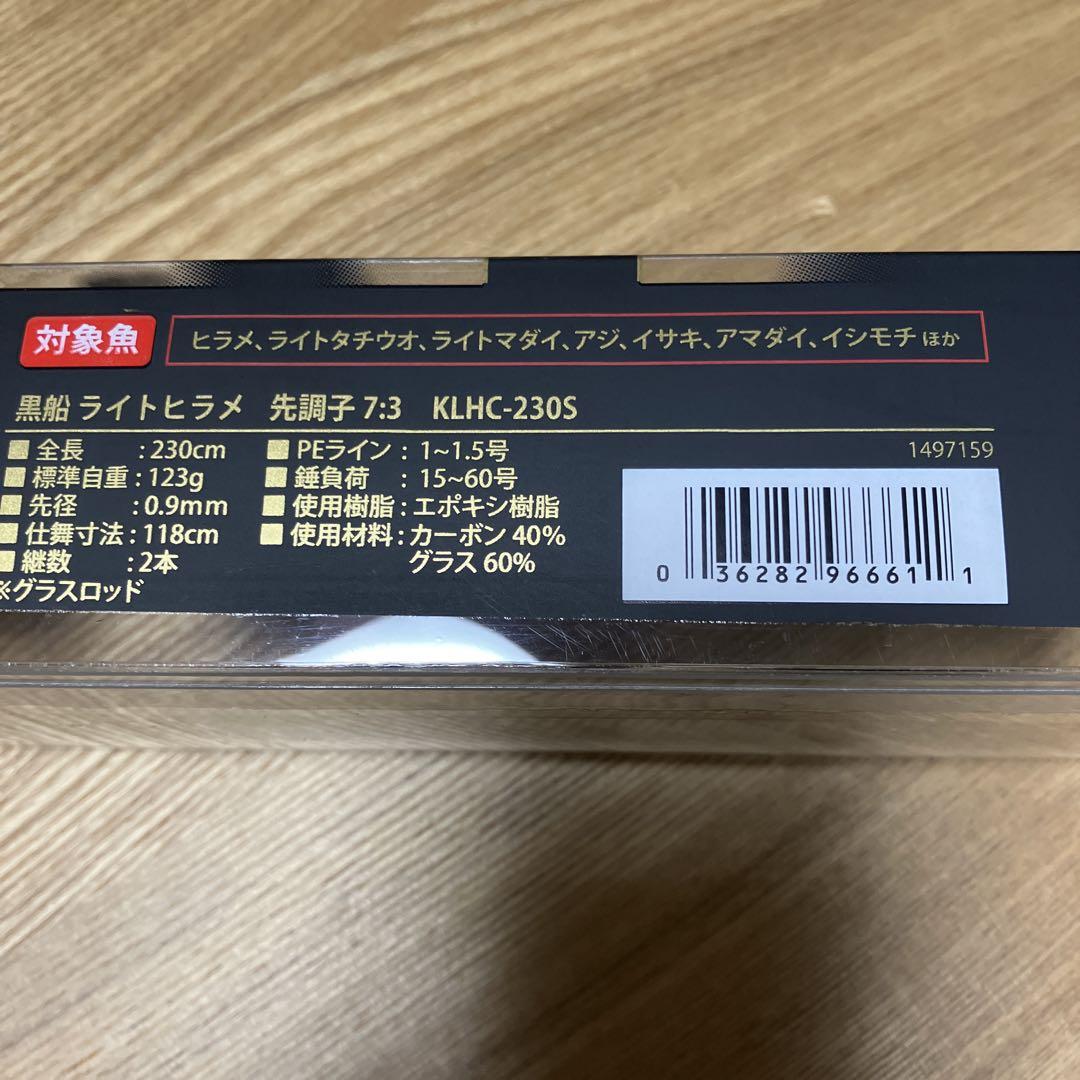 対象魚
ヒラメ、ライトタチウオ、ライトマダイ、アジ、イサキ、アマダイ、イシモチ ほか
黒船 ライトヒラメ 先調子 7:3 KLHC-230S
■全長 : 230cm
■標準自重 : 123g
■先径 : 0.9mm
■仕舞寸法 : 118cm
■継数 : 2本
※グラスロッド
■PEライン : 1~1.5号
■錘負荷 : 15~60号
■使用樹脂 : エポキシ樹脂
■使用材料 : カーボン 40%
グラス 60%
1497159
0 36282 96661 1